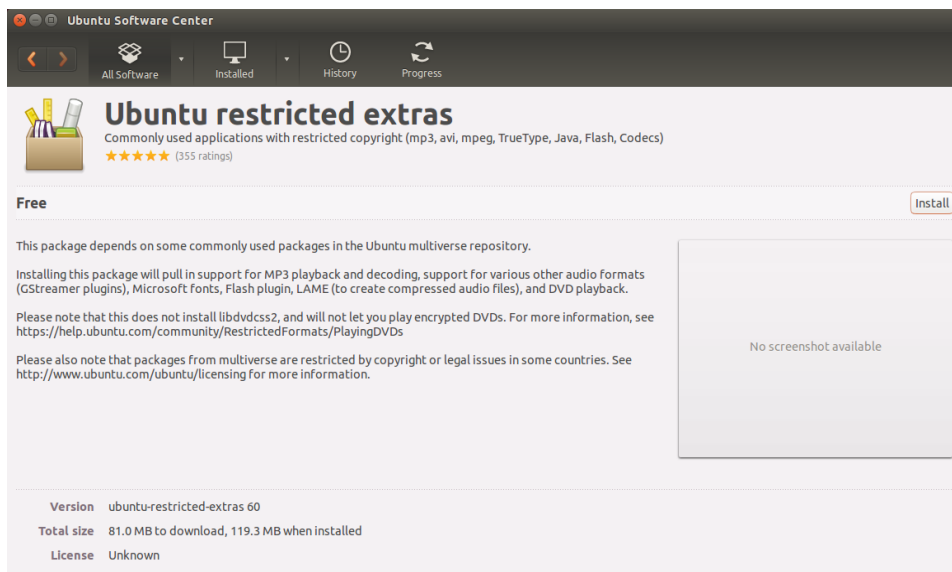 Ubuntu Software Center
All Software
Installed
History
Progress
Ubuntu restricted extras
Commonly used applications with restricted copyright (mp3, avi, mpeg, TrueType, Java, Flash, Codecs)
(355 ratings)
Free
Install
This package depends on some commonly used packages in the Ubuntu multiverse repository.
Installing this package will pull in support for MP3 playback and decoding, support for various other audio formats
(GStreamer plugins), Microsoft fonts, Flash plugin, LAME (to create compressed audio files), and DVD playback.
Please note that this does not install libdvdcss2, and will not let you play encrypted DVDs. For more information, see
https://help.ubuntu.com/community/RestrictedFormats/PlayingDVDs
Please also note that packages from multiverse are restricted by copyright or legal issues in some countries. See
http://www.ubuntu.com/ubuntu/licensing for more information.
No screenshot available
Version ubuntu-restricted-extras 60
Total size 81.0 MB to download, 119.3 MB when installed
License Unknown